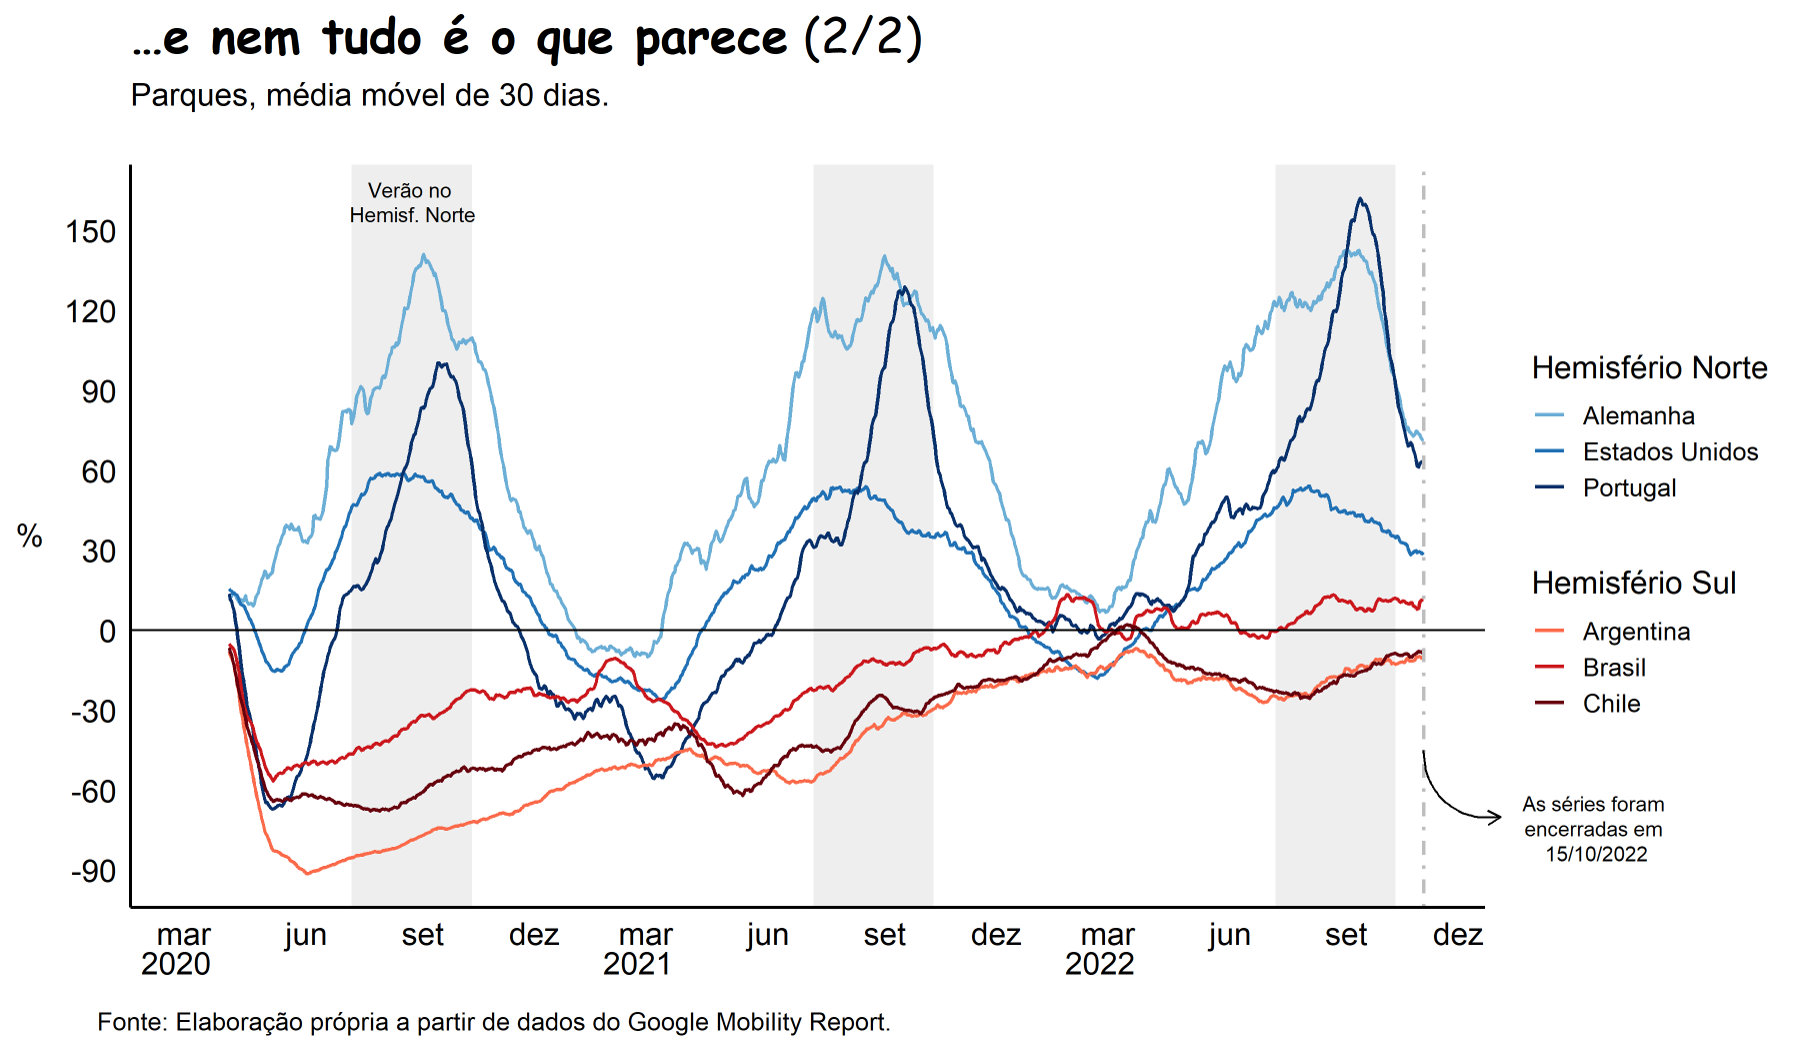 ...e nem tudo é o que parece (2/2)
Parques, média móvel de 30 dias.
Verão no
Hemisf. Norte
150
120
90
60
30
0
-30
-60
-90
%
mar jun set dez mar jun set dez mar jun set dez
2020 2021 2022
Hemisfério Norte
Alemanha
Estados Unidos
Portugal
Hemisfério Sul
Argentina
Brasil
Chile
As séries foram
encerradas em
15/10/2022
Fonte: Elaboração própria a partir de dados do Google Mobility Report.